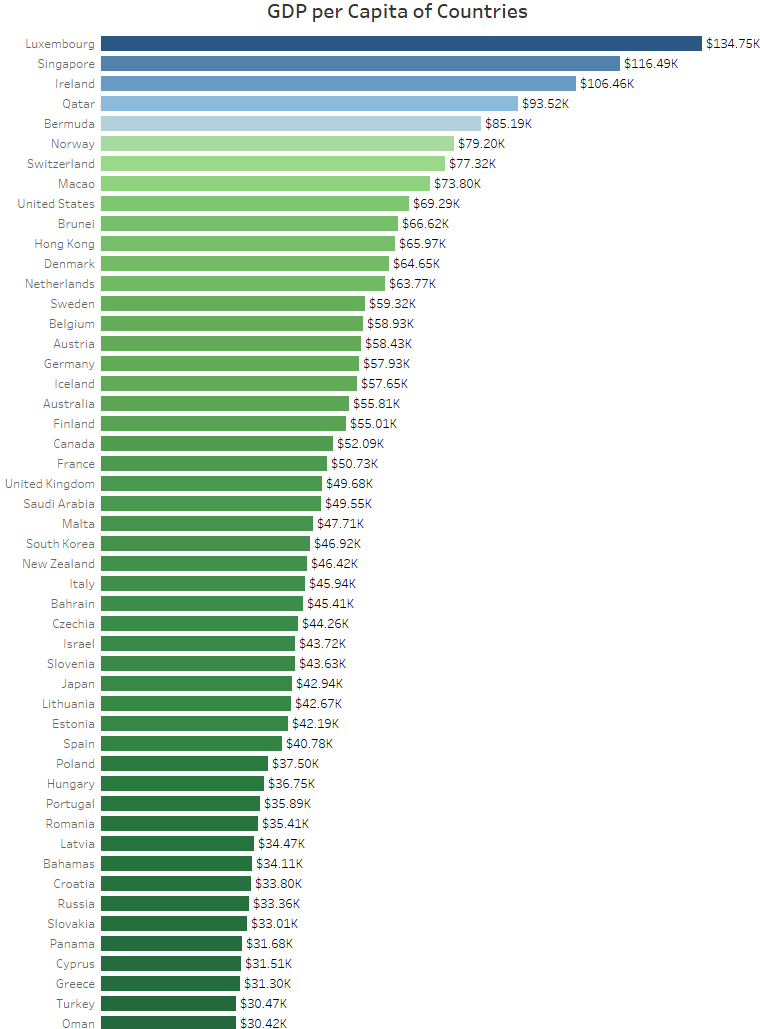 GDP per Capita of Countries
Luxembourg $134.75K
Singapore $116.49K
Ireland $106.46K
Qatar $93.52K
Bermuda $85.19K
Norway $79.20K
Switzerland $77.32K
Macao $73.80K
United States $69.29K
Brunei $66.62K
Hong Kong $65.97K
Denmark $64.65K
Netherlands $63.77K
Sweden $59.32K
Belgium $58.93K
Austria $58.43K
Germany $57.93K
Iceland $57.65K
Australia $55.81K
Finland $55.01K
Canada $52.09K
France $50.73K
United Kingdom $49.68K
Saudi Arabia $49.55K
Malta $47.71K
South Korea $46.92K
New Zealand $46.42K
Italy $45.94K
Bahrain $45.41K
Czechia $44.26K
Israel $43.72K
Slovenia $43.63K
Japan $42.94K
Lithuania $42.67K
Estonia $42.19K
Spain $40.78K
Poland $37.50K
Hungary $36.75K
Portugal $35.89K
Romania $35.41K
Latvia $34.47K
Bahamas $34.11K
Croatia $33.80K
Russia $33.36K
Slovakia $33.01K
Panama $31.68K
Cyprus $31.51K
Greece $31.30K
Turkey $30.47K
Oman $30.42K